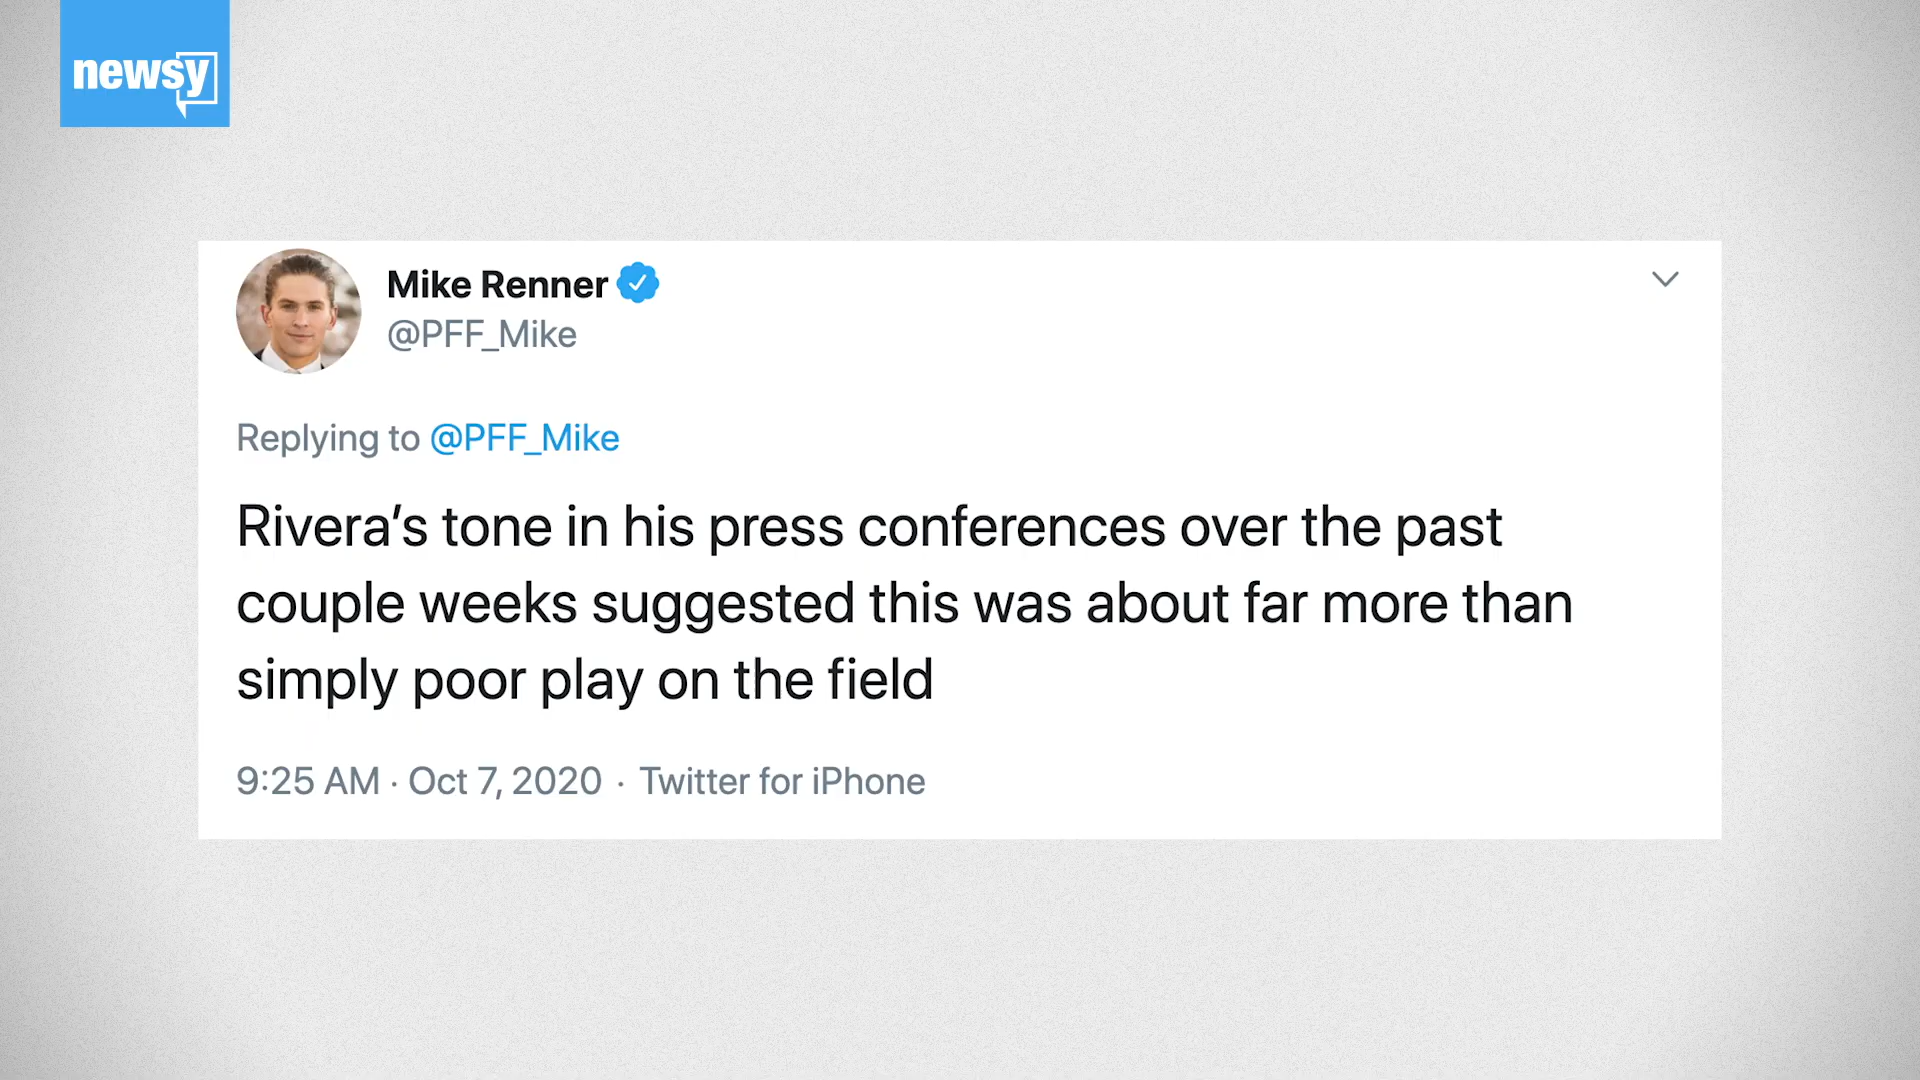 newsy
Mike Renner
@PFF_Mike
Replying to @PFF_Mike
Rivera's tone in his press conferences over the past
couple weeks suggested this was about far more than
simply poor play on the field
9:25 AM · Oct 7, 2020 · Twitter for iPhone